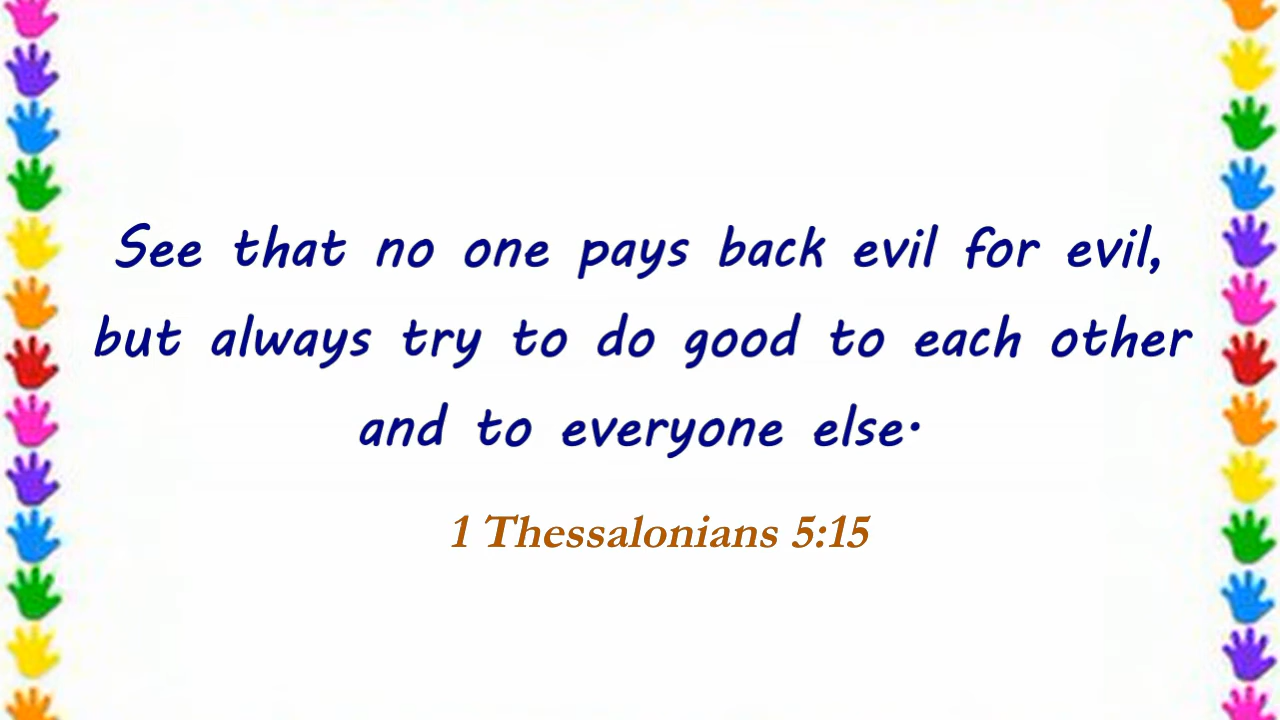 See that no one pays back evil for evil,
but always try to do good to each other
and to everyone else.
1 Thessalonians 5:15